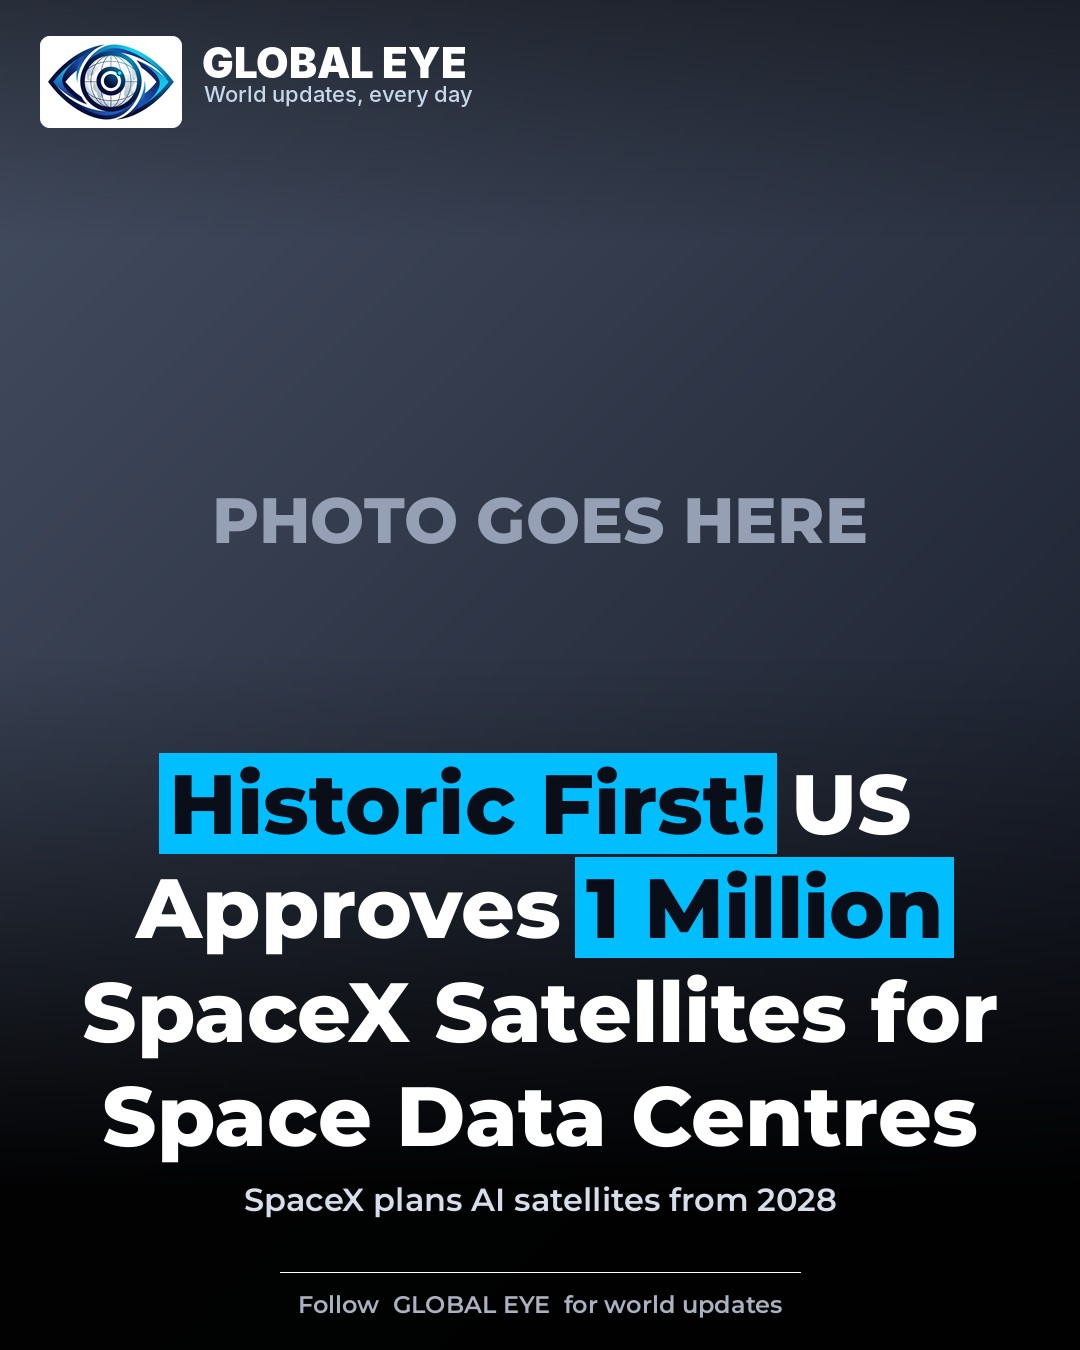 GLOBAL EYE
World updates, every day
PHOTO GOES HERE
Historic First! US
Approves 1 Million
SpaceX Satellites for
Space Data Centres
SpaceX plans AI satellites from 2028
Follow GLOBAL EYE for world updates